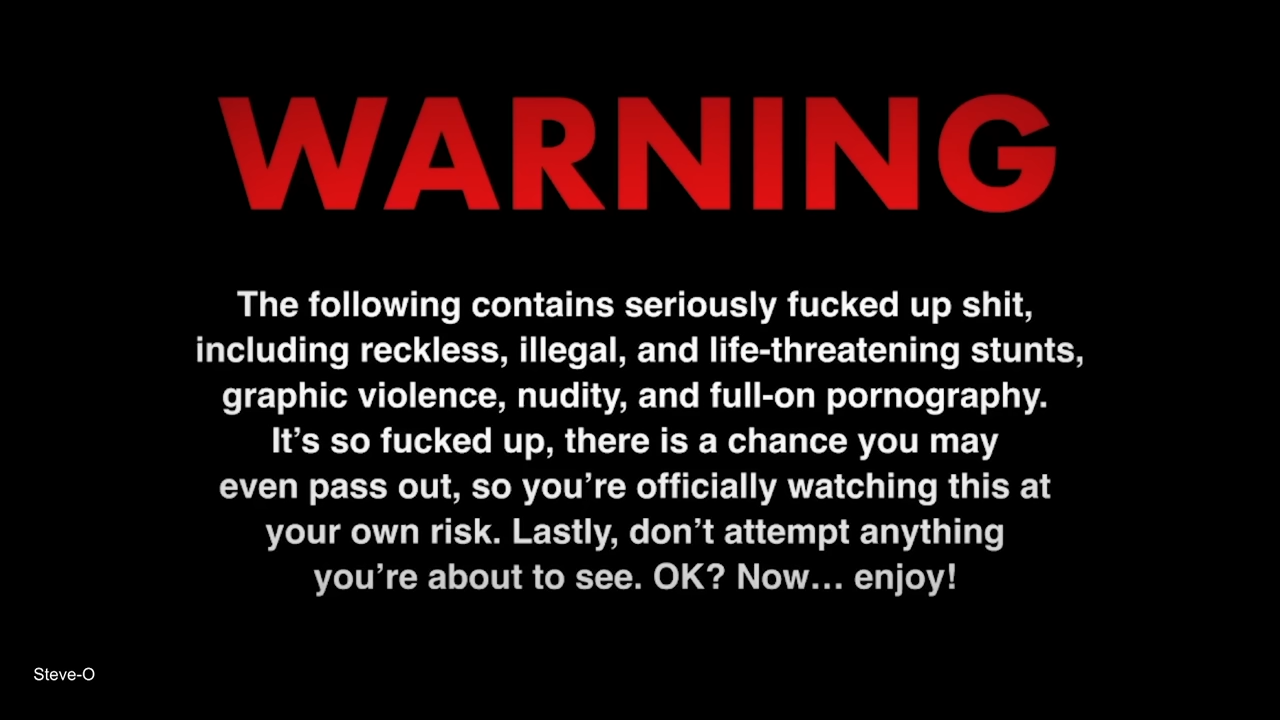 WARNING
The following contains seriously fucked up shit,
including reckless, illegal, and life-threatening stunts,
graphic violence, nudity, and full-on pornography.
It’s so fucked up, there is a chance you may
even pass out, so you’re officially watching this at
your own risk. Lastly, don’t attempt anything
you’re about to see. OK? Now… enjoy!
Steve-O